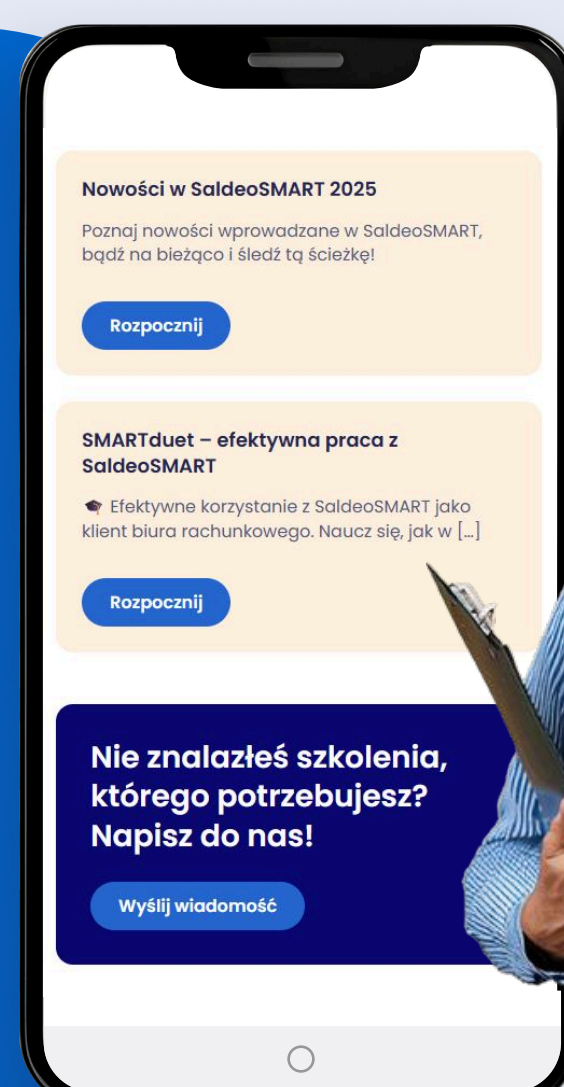 Nowości w SaldeoSMART 2025
Poznaj nowości wprowadzane w SaldeoSMART,
bądź na bieżąco i śledź tą ścieżkę!
Rozpocznij
SMARTduet – efektywna praca z
SaldeoSMART
🎓 Efektywne korzystanie z SaldeoSMART jako
klient biura rachunkowego. Naucz się, jak w [...]
Rozpocznij
Nie znalazłeś szkolenia,
którego potrzebujesz?
Napisz do nas!
Wyślij wiadomość